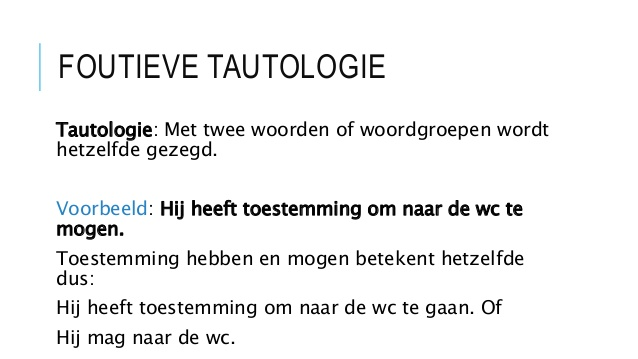 FOUTIEVE TAUTOLOGIE
Tautologie: Met twee woorden of woordgroepen wordt
hetzelfde gezegd.
Voorbeeld: Hij heeft toestemming om naar de wc te
mogen.
Toestemming hebben en mogen betekent hetzelfde
dus:
Hij heeft toestemming om naar de wc te gaan. Of
Hij mag naar de wc.